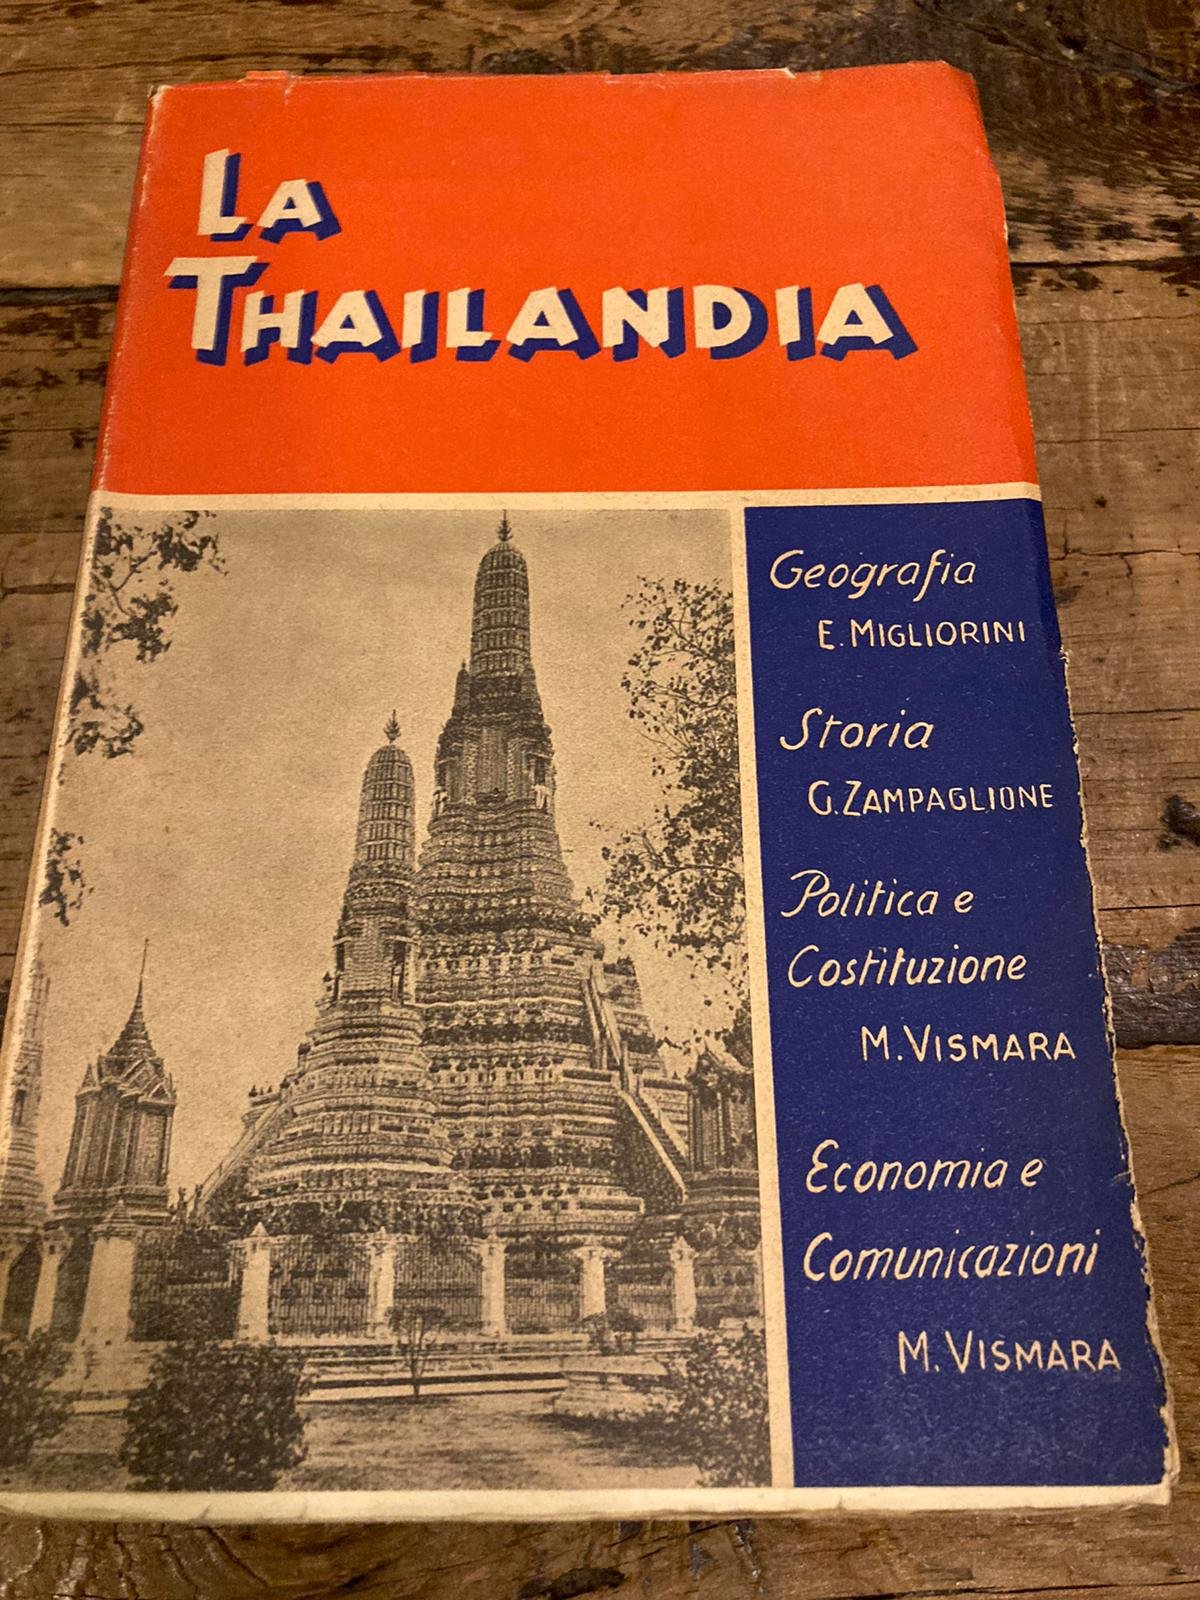 LA
THAILANDIA
Geografia
E. MIGLIORINI
Storia
G. ZAMPAGLIONE
Politica e
Costituzione
M. VISMARA
Economia e
Comunicazioni
M. VISMARA